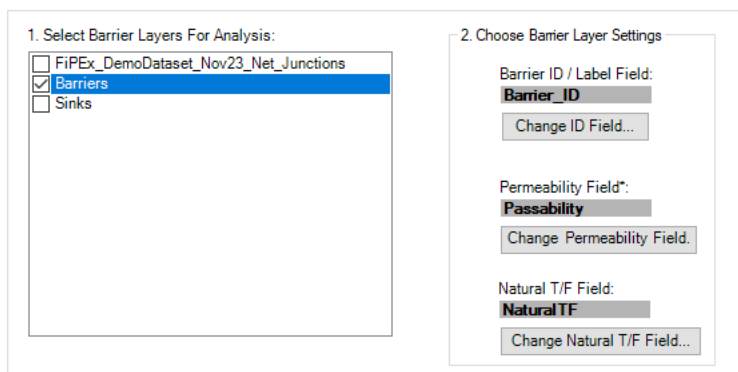 1. Select Barrier Layers For Analysis:
FiPEx_DemoDataset_Nov23_Net_Junctions
Barriers
Sinks
2. Choose Barrier Layer Settings
Barrier ID / Label Field:
Barrier_ID
Change ID Field...
Permeability Field*:
Passability
Change Permeability Field.
Natural T/F Field:
NaturalTF
Change Natural T/F Field...